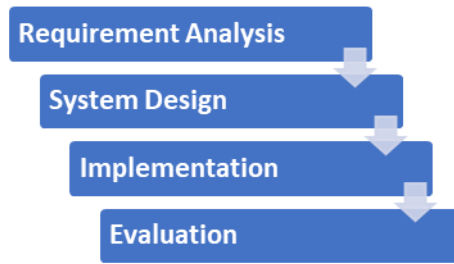 Requirement Analysis
System Design
Implementation
Evaluation